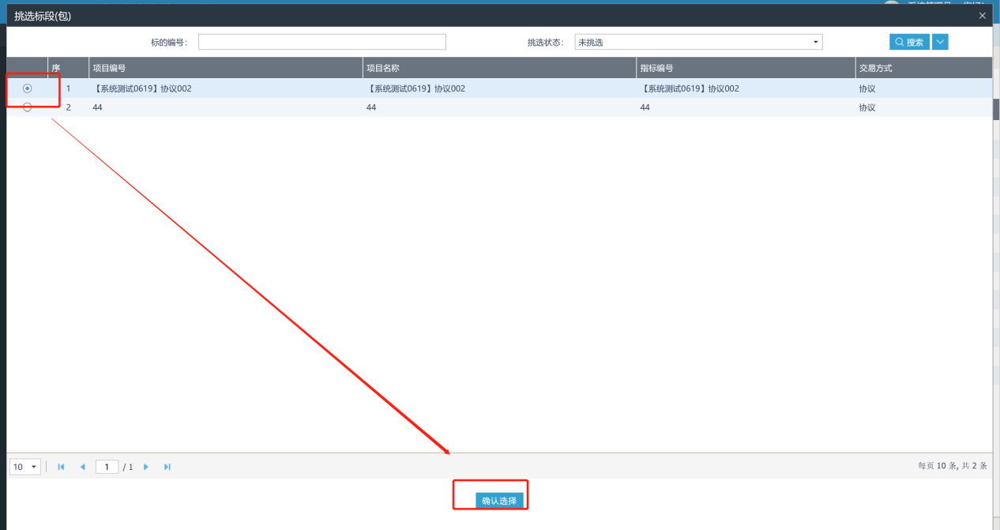 挑选标段(包)
标的编号: 挑选状态: 未挑选 搜索
序 项目编号 项目名称 指标编号 交易方式
1 【系统测试0619】协议002 【系统测试0619】协议002 【系统测试0619】协议002 协议
2 44 44 44 协议
10 1 / 1 每页 10 条, 共 2 条
确认选择